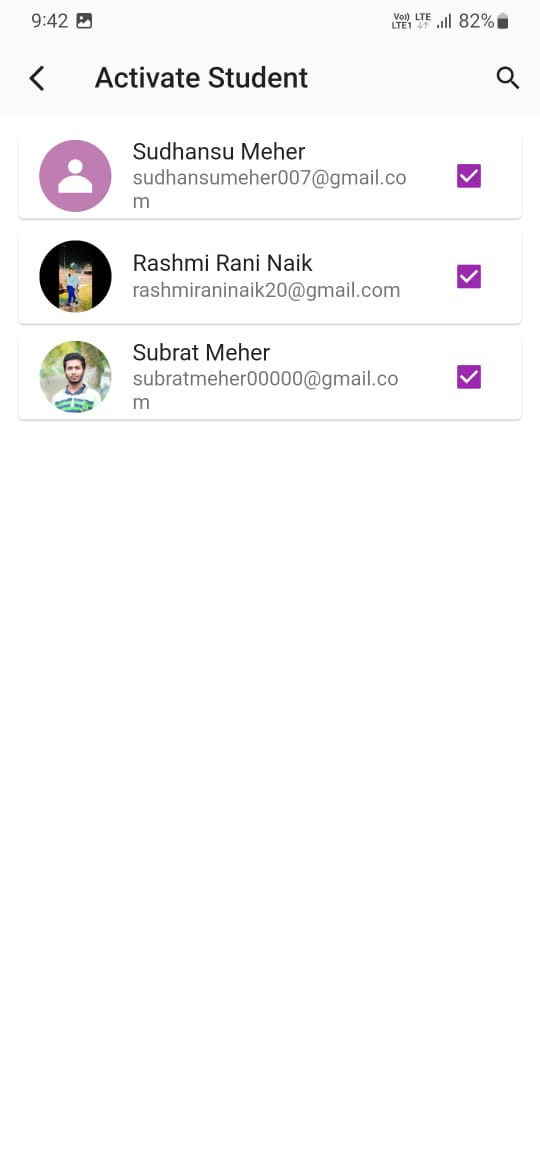 9:42 Vo)) LTE 82%
LTE1
Activate Student
Sudhansu Meher
sudhansumeher007@gmail.co
m
Rashmi Rani Naik
rashmiraninaik20@gmail.com
Subrat Meher
subratmeher00000@gmail.co
m